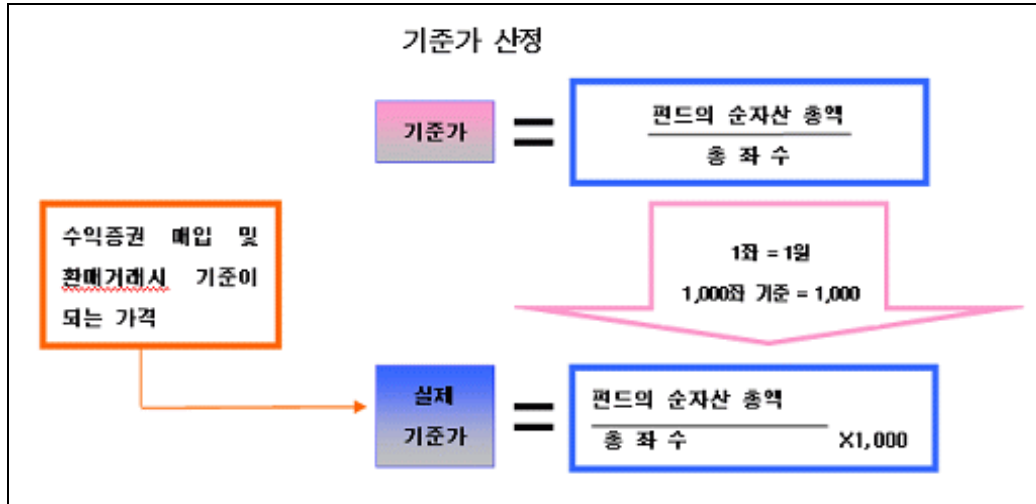 기준가 산정
기준가
=
펀드의 순자산 총액
총 좌 수
수익증권 매입 및
환매거래시 기준이
되는 가격
1좌 = 1원
1,000좌 기준 = 1,000
실제
기준가
=
펀드의 순자산 총액
총 좌 수 X1,000